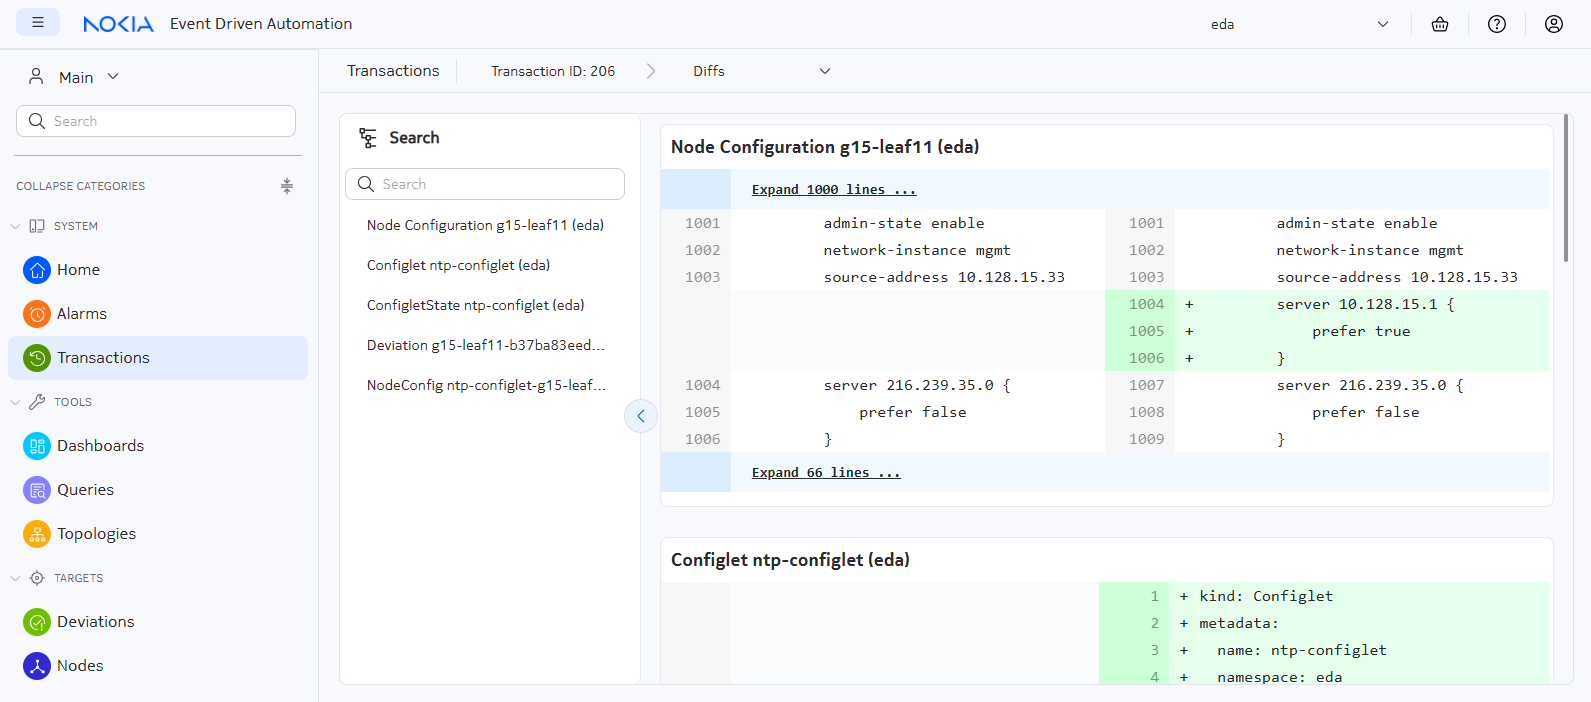 NOKIA Event Driven Automation
eda
Main
Search
COLLAPSE CATEGORIES
SYSTEM
Home
Alarms
Transactions
TOOLS
Dashboards
Queries
Topologies
TARGETS
Deviations
Nodes
Transactions
Transaction ID: 206
Diffs
Search
Search
Node Configuration g15-leaf11 (eda)
Configlet ntp-configlet (eda)
ConfigletState ntp-configlet (eda)
Deviation g15-leaf11-b37ba83eed...
NodeConfig ntp-configlet-g15-leaf...
Node Configuration g15-leaf11 (eda)
Expand 1000 lines ...
1001 admin-state enable 1001 admin-state enable
1002 network-instance mgmt 1002 network-instance mgmt
1003 source-address 10.128.15.33 1003 source-address 10.128.15.33
1004 + server 10.128.15.1 {
1005 + prefer true
1006 + }
1004 server 216.239.35.0 { 1007 server 216.239.35.0 {
1005 prefer false 1008 prefer false
1006 } 1009 }
Expand 66 lines ...
Configlet ntp-configlet (eda)
1 + kind: Configlet
2 + metadata:
3 + name: ntp-configlet
4 + namespace: eda